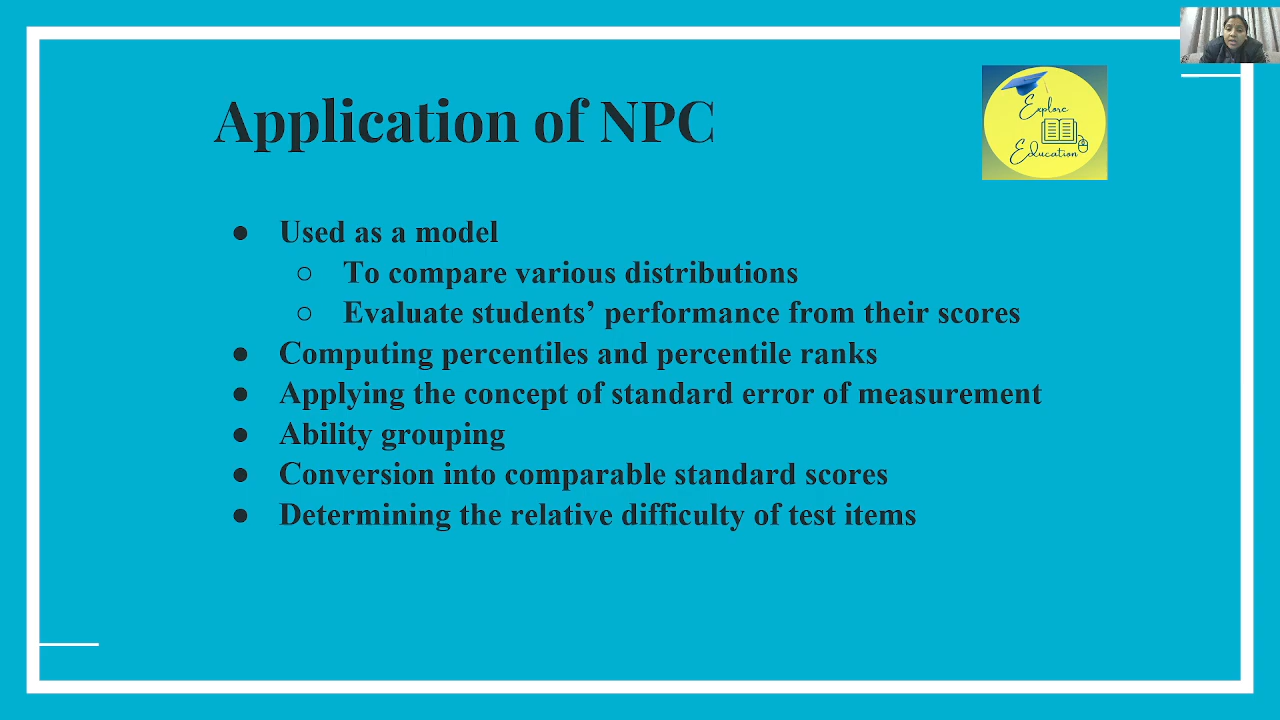 Application of NPC
Explore
Education
● Used as a model
○ To compare various distributions
○ Evaluate students’ performance from their scores
● Computing percentiles and percentile ranks
● Applying the concept of standard error of measurement
● Ability grouping
● Conversion into comparable standard scores
● Determining the relative difficulty of test items